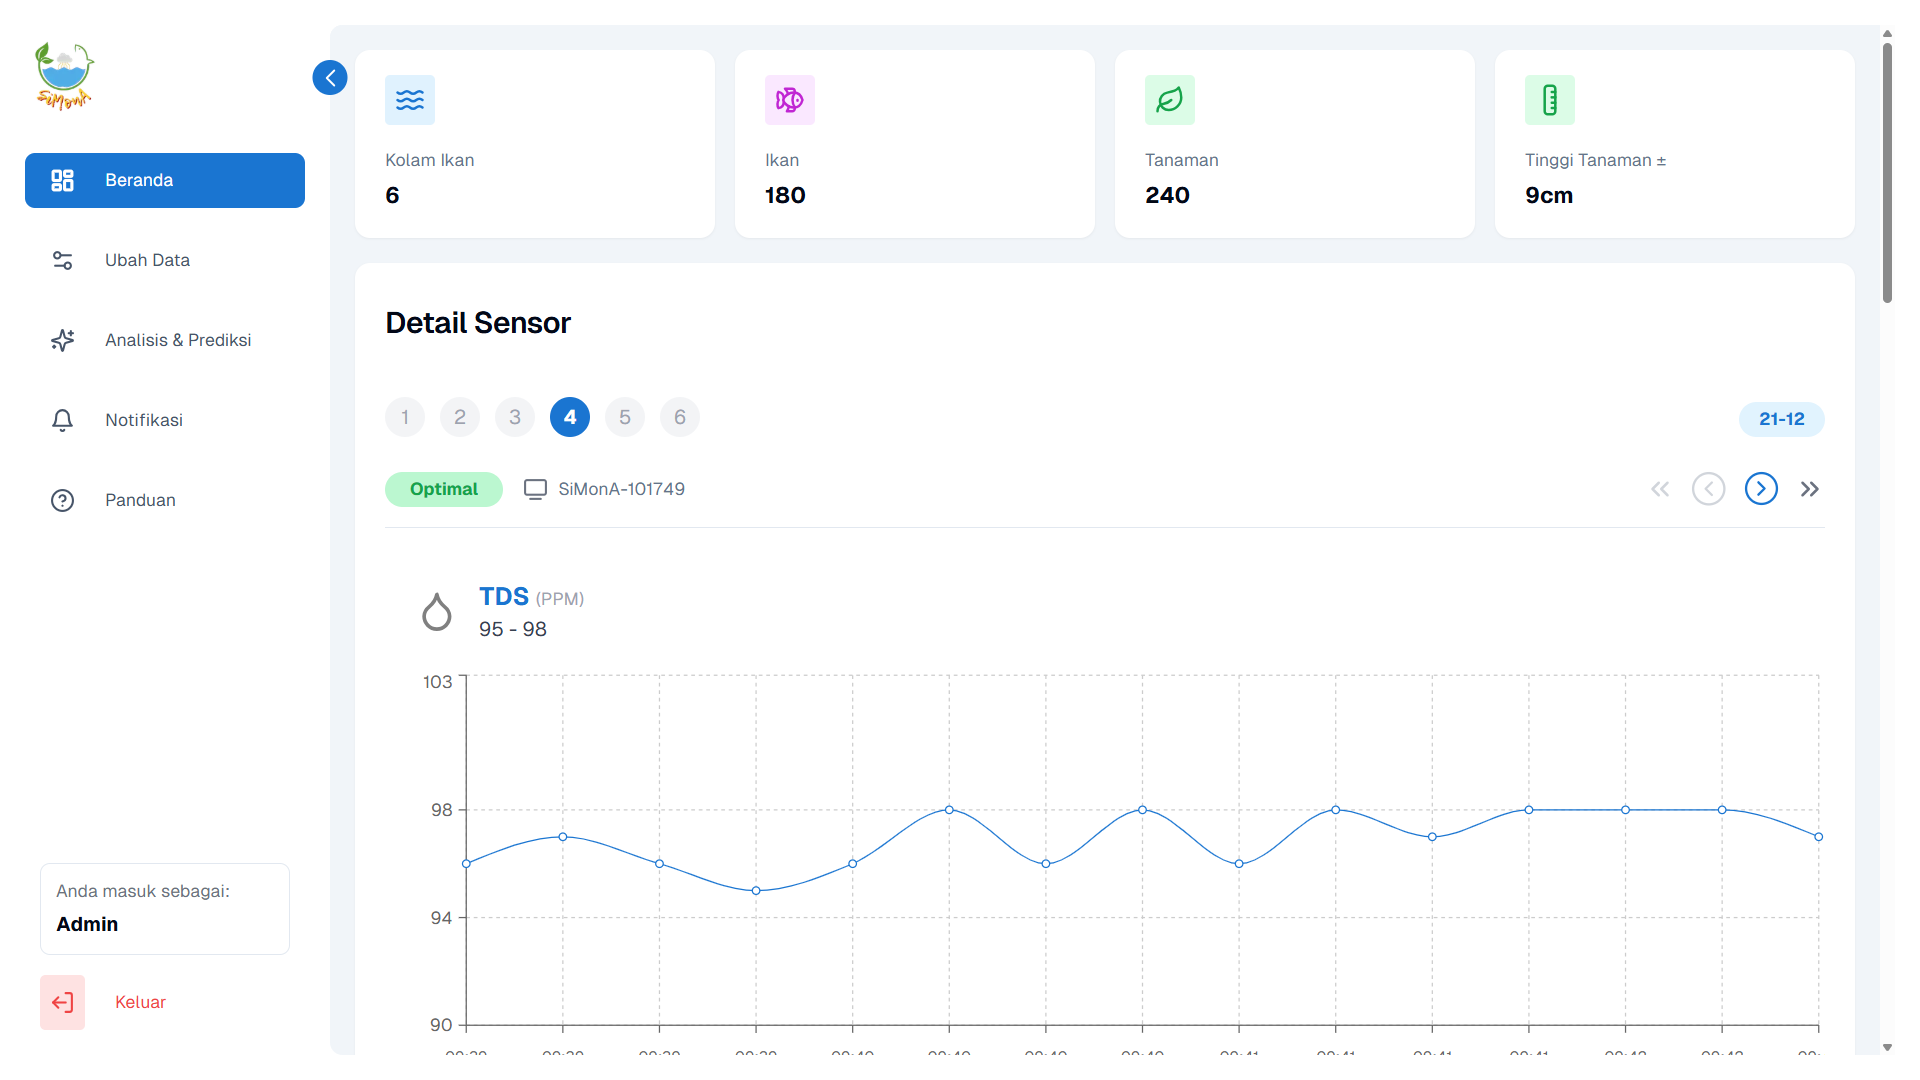 SiMonA
Beranda
Ubah Data
Analisis & Prediksi
Notifikasi
Panduan
Anda masuk sebagai:
Admin
Keluar
Kolam Ikan
6
Ikan
180
Tanaman
240
Tinggi Tanaman ±
9cm
Detail Sensor
1 2 3 4 5 6
21-12
Optimal
SiMonA-101749
TDS (PPM)
95 - 98
103
98
94
90